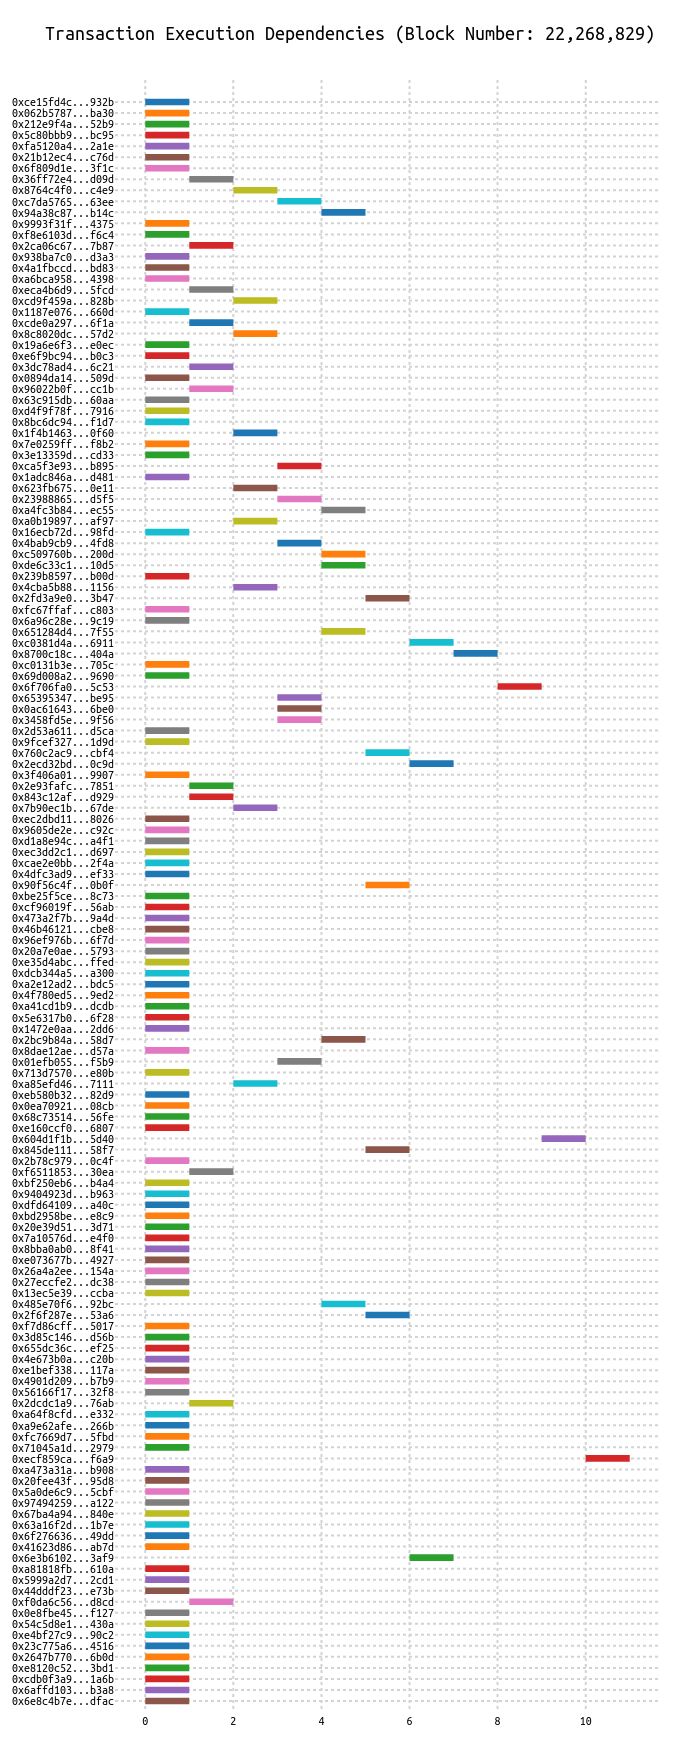 Transaction Execution Dependencies (Block Number: 22,268,829)
0xce15fd4c...932b
0x062b5787...ba30
0x212e9f4a...52b9
0x5c80bbb9...bc95
0xfa5120a4...2a1e
0x21b12ec4...c76d
0x6f809d1e...3f1c
0x36ff72e4...d09d
0x8764c4f0...c4e9
0xc7da5765...63ee
0x94a38c87...b14c
0x9993f31f...4375
0xf8e6103d...f6c4
0x2ca06c67...7b87
0x938ba7c0...d3a3
0x4a1fbccd...bd83
0xa6bca958...4398
0xeca4b6d9...5fcd
0xcd9f459a...828b
0x1187e076...660d
0xcde0a297...6f1a
0x8c8020dc...57d2
0x19a6e6f3...e0ec
0xe6f9bc94...b0c3
0x3dc78ad4...6c21
0x0894da14...509d
0x96022b0f...cc1b
0x63c915db...60aa
0xd4f9f78f...7916
0x8bc6dc94...f1d7
0x1f4b1463...0f60
0x7e0259ff...f8b2
0x3e13359d...cd33
0xca5f3e93...b895
0x1adc846a...d481
0x623fb675...0e11
0x23988865...d5f5
0xa4fc3b84...ec55
0xa0b19897...af97
0x16ecb72d...98fd
0x4bab9cb9...4fd8
0xc509760b...200d
0xde6c33c1...10d5
0x239b8597...b00d
0x4cba5b88...1156
0x2fd3a9e0...3b47
0xfc67ffaf...c803
0x6a96c28e...9c19
0x651284d4...7f55
0xc0381d4a...6911
0x8700c18c...404a
0xc0131b3e...705c
0x69d008a2...9690
0x6f706fa0...5c53
0x65395347...be95
0x0ac61643...6be0
0x3458fd5e...9f56
0x2d53a611...d5ca
0x9fcef327...1d9d
0x760c2ac9...cbf4
0x2ecd32bd...0c9d
0x3f406a01...9907
0x2e93fafc...7851
0x843c12af...d929
0x7b90ec1b...67de
0xec2dbd11...8026
0x9605de2e...c92c
0xd1a8e94c...a4f1
0xec3dd2c1...d697
0xcae2e0bb...2f4a
0x4dfc3ad9...ef33
0x90f56c4f...0b0f
0xbe25f5ce...8c73
0xcf96019f...56ab
0x473a2f7b...9a4d
0x46b46121...cbe8
0x96ef976b...6f7d
0x20a7e0ae...5793
0xe35d4abc...ffed
0xdcb344a5...a300
0xa2e12ad2...bdc5
0x4f780ed5...9ed2
0xa41cd1b9...dcdb
0x5e6317b0...6f28
0x1472e0aa...2dd6
0x2bc9b84a...58d7
0x8dae12ae...d57a
0x01efb055...f5b9
0x713d7570...e80b
0xa85efd46...7111
0xeb580b32...82d9
0x0ea70921...08cb
0x68c73514...56fe
0xe160ccf0...6807
0x604d1f1b...5d40
0x845de111...58f7
0x2b78c979...0c4f
0xf6511853...30ea
0xbf250eb6...b4a4
0x9404923d...b963
0xdfd64109...a40c
0xbd2958be...e8c9
0x20e39d51...3d71
0x7a10576d...e4f0
0x8bba0ab0...8f41
0xe073677b...4927
0x26a4a2ee...154a
0x27eccfe2...dc38
0x13ec5e39...ccba
0x485e70f6...92bc
0x2f6f287e...53a6
0xf7d86cff...5017
0x3d85c146...d56b
0x655dc36c...ef25
0x4e673b0a...c20b
0xe1bef338...117a
0x4901d209...b7b9
0x56166f17...32f8
0x2dcdc1a9...76ab
0xa64f8cfd...e332
0xa9e62afe...266b
0xfc7669d7...5fbd
0x71045a1d...2979
0xecf859ca...f6a9
0xa473a31a...b908
0x20fee43f...95d8
0x5a0de6c9...5cbf
0x97494259...a122
0x67ba4a94...840e
0x63a16f2d...1b7e
0x6f276636...49dd
0x41623d86...ab7d
0x6e3b6102...3af9
0xa81818fb...610a
0x5999a2d7...2cd1
0x44dddf23...e73b
0xf0da6c56...d8cd
0x0e8fbe45...f127
0x54c5d8e1...430a
0xe4bf27c9...90c2
0x23c775a6...4516
0x2647b770...6b0d
0xe8120c52...3bd1
0xcdb0f3a9...1a6b
0x6affd103...b3a8
0x6e8c4b7e...dfac
0 2 4 6 8 10